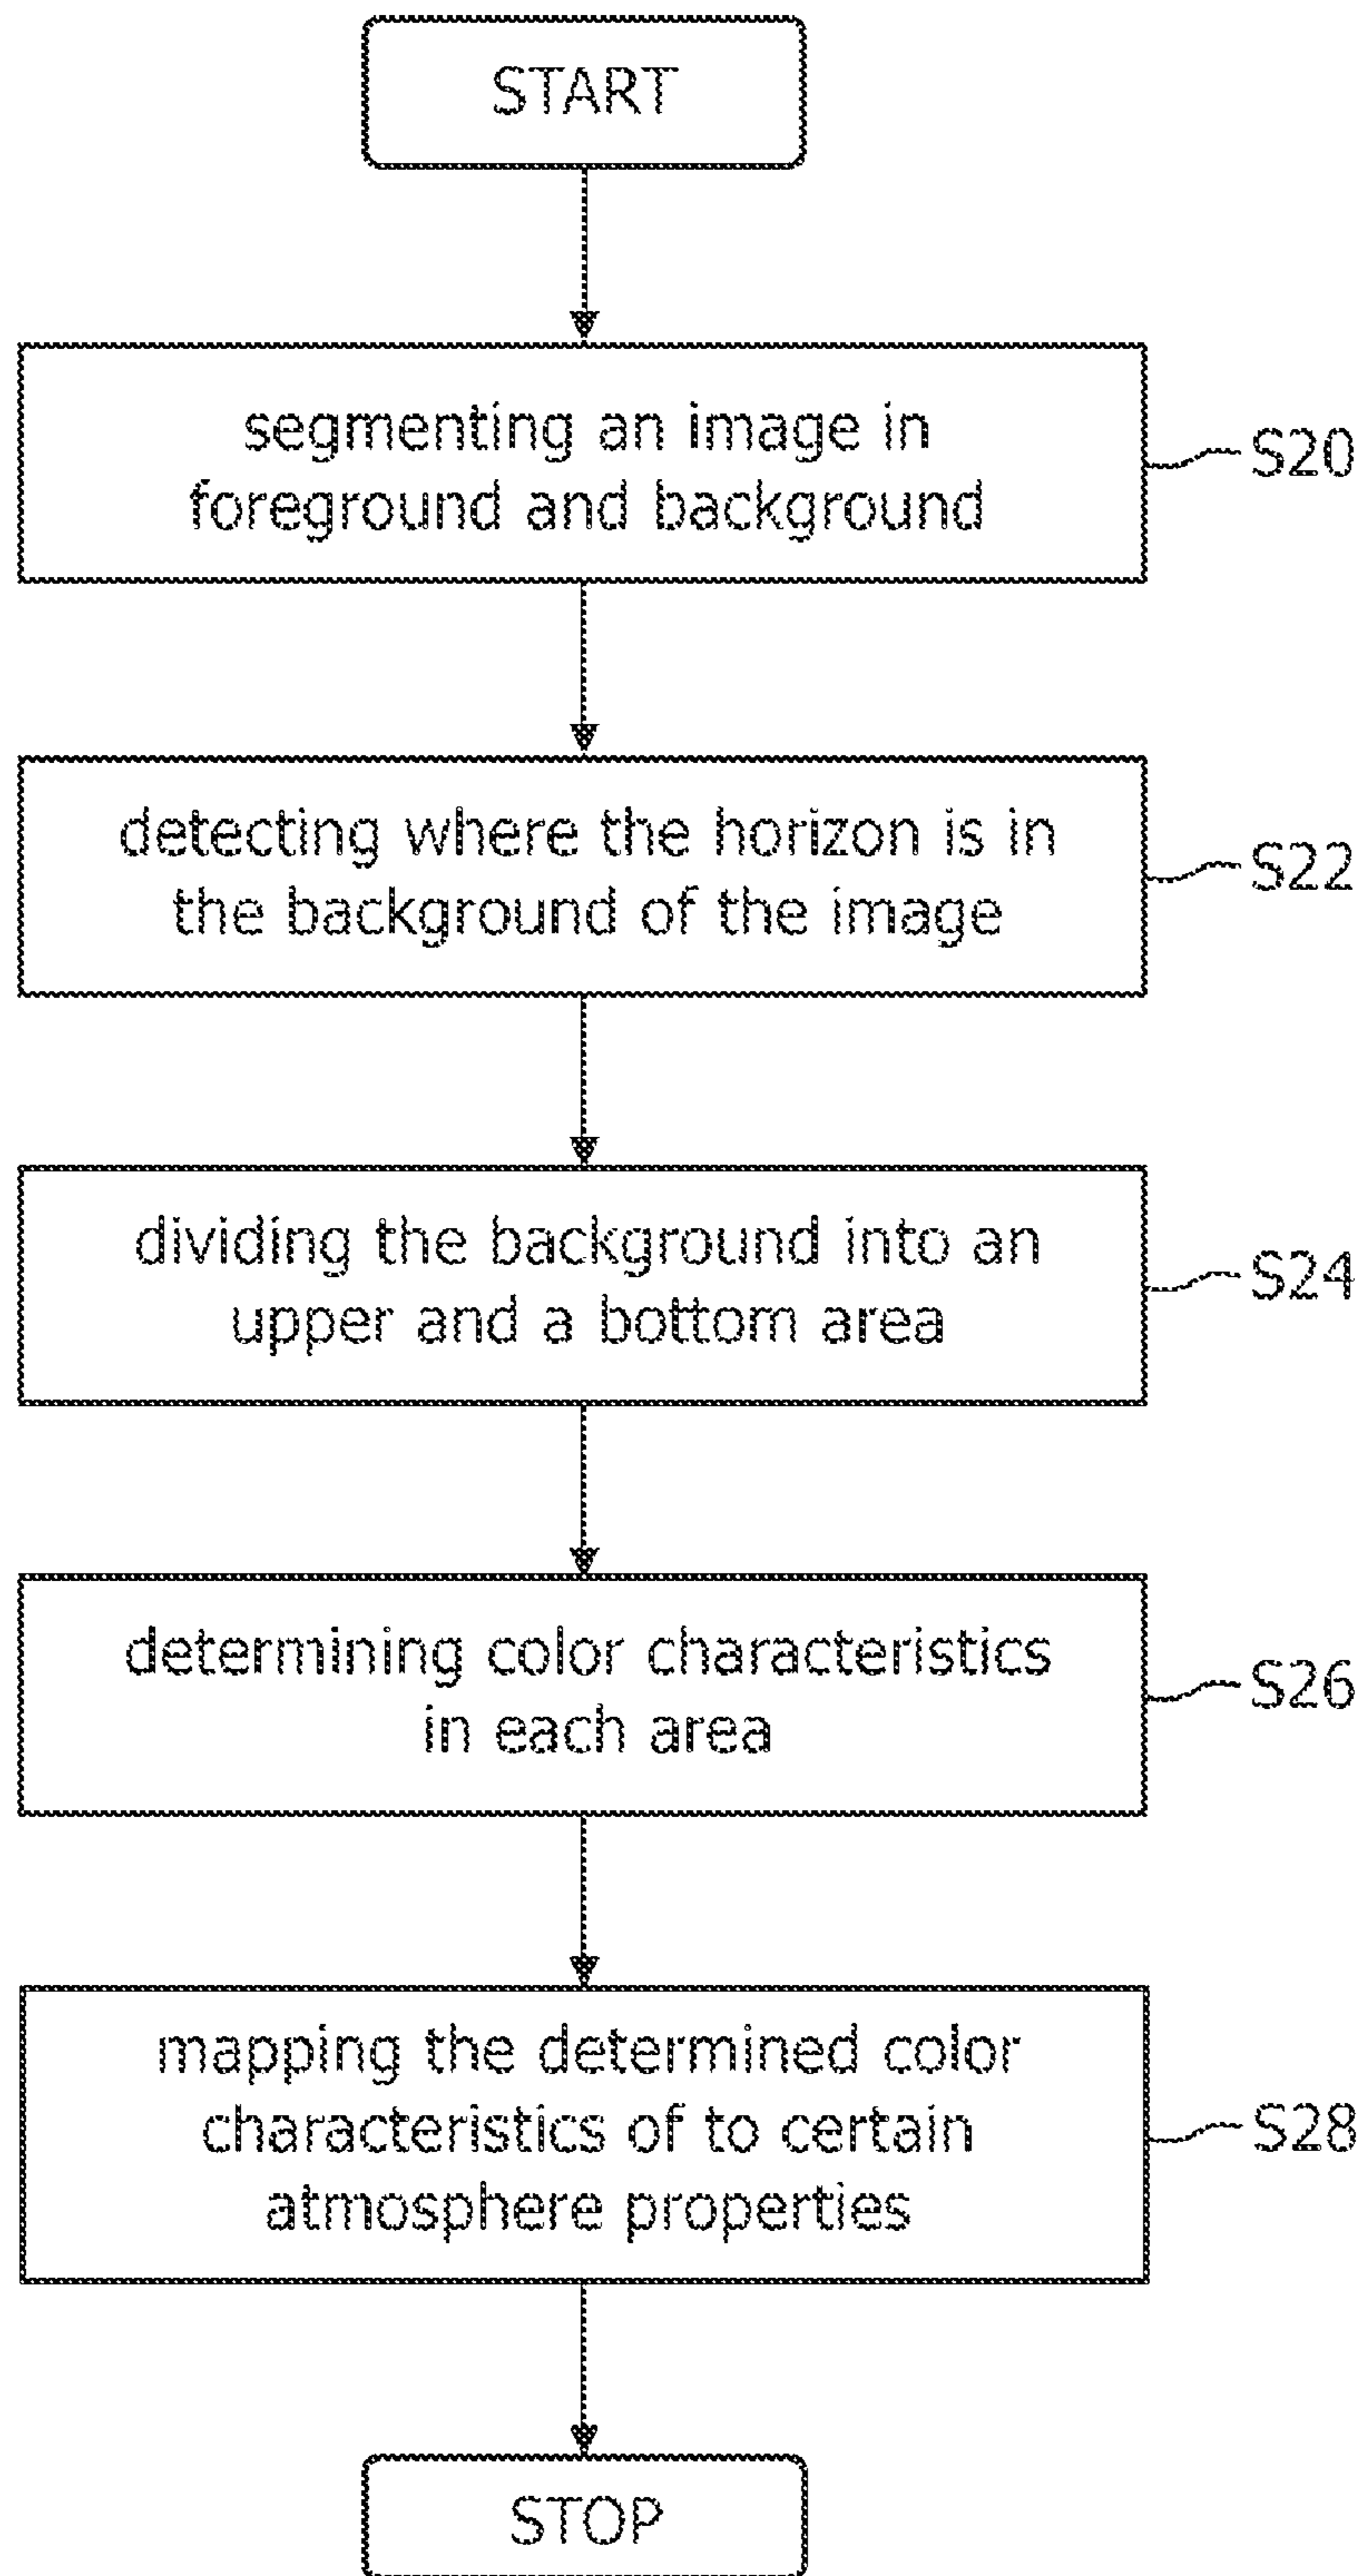 START
segmenting an image in
foreground and background
S20
detecting where the horizon is in
the background of the image
S22
dividing the background into an
upper and a bottom area
S24
determining color characteristics
in each area
S26
mapping the determined color
characteristics of to certain
atmosphere properties
S28
STOP